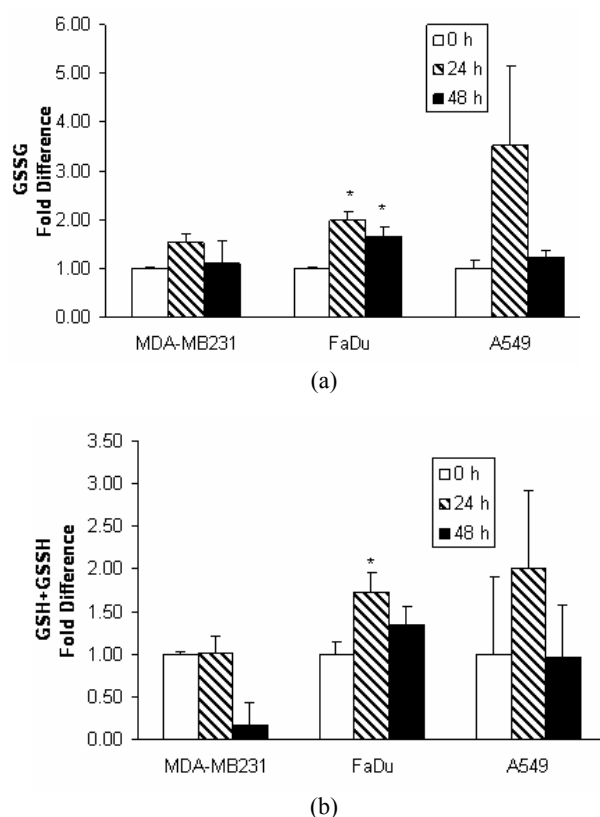 6.00
5.00
4.00
3.00
2.00
1.00
0.00
GSSG
Fold Difference
0 h
24 h
48 h
* *
MDA-MB231 FaDu A549
(a)
3.50
3.00
2.50
2.00
1.50
1.00
0.50
0.00
GSH+GSSH
Fold Difference
0 h
24 h
48 h
*
MDA-MB231 FaDu A549
(b)